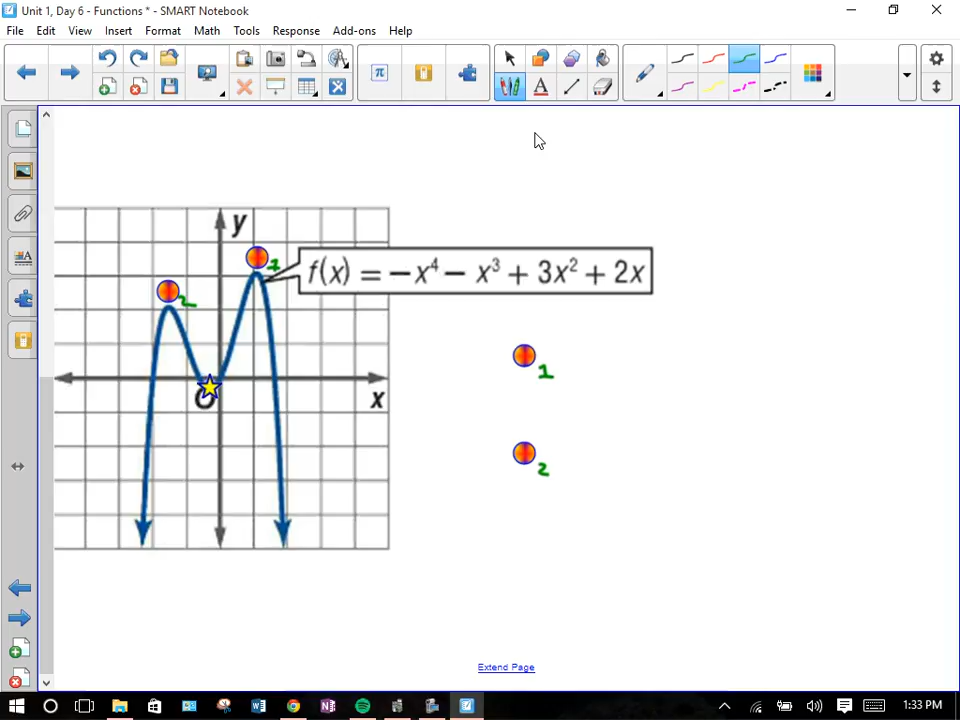 Unit 1, Day 6 - Functions * - SMART Notebook
File Edit View Insert Format Math Tools Response Add-ons Help
π A
y
1
f(x) = −x⁴ − x³ + 3x² + 2x
2
1
O x
2
Extend Page
1:33 PM